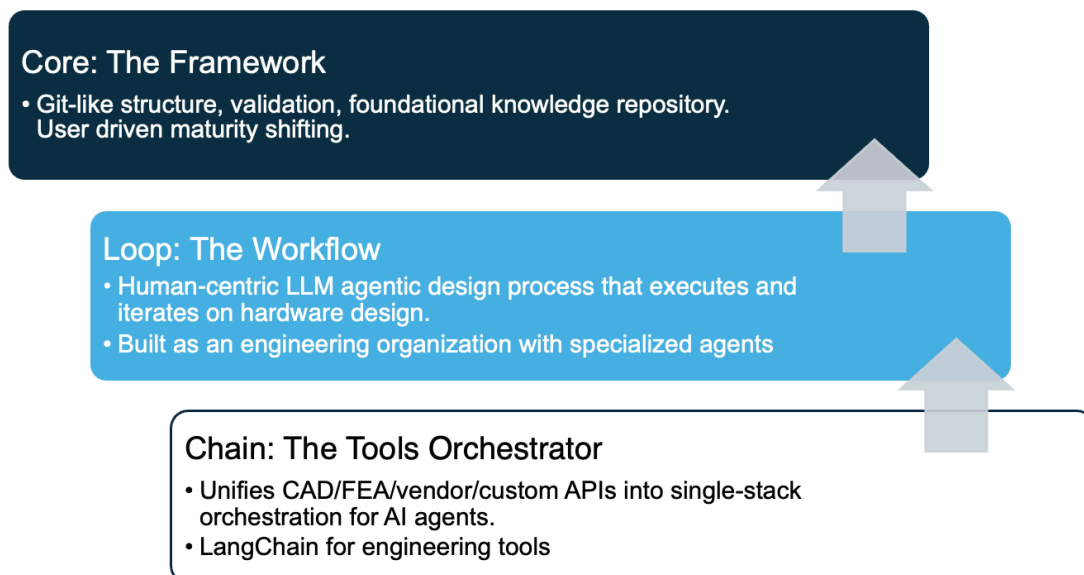 Core: The Framework
• Git-like structure, validation, foundational knowledge repository.
User driven maturity shifting.
Loop: The Workflow
• Human-centric LLM agentic design process that executes and
iterates on hardware design.
• Built as an engineering organization with specialized agents
Chain: The Tools Orchestrator
• Unifies CAD/FEA/vendor/custom APIs into single-stack
orchestration for AI agents.
• LangChain for engineering tools